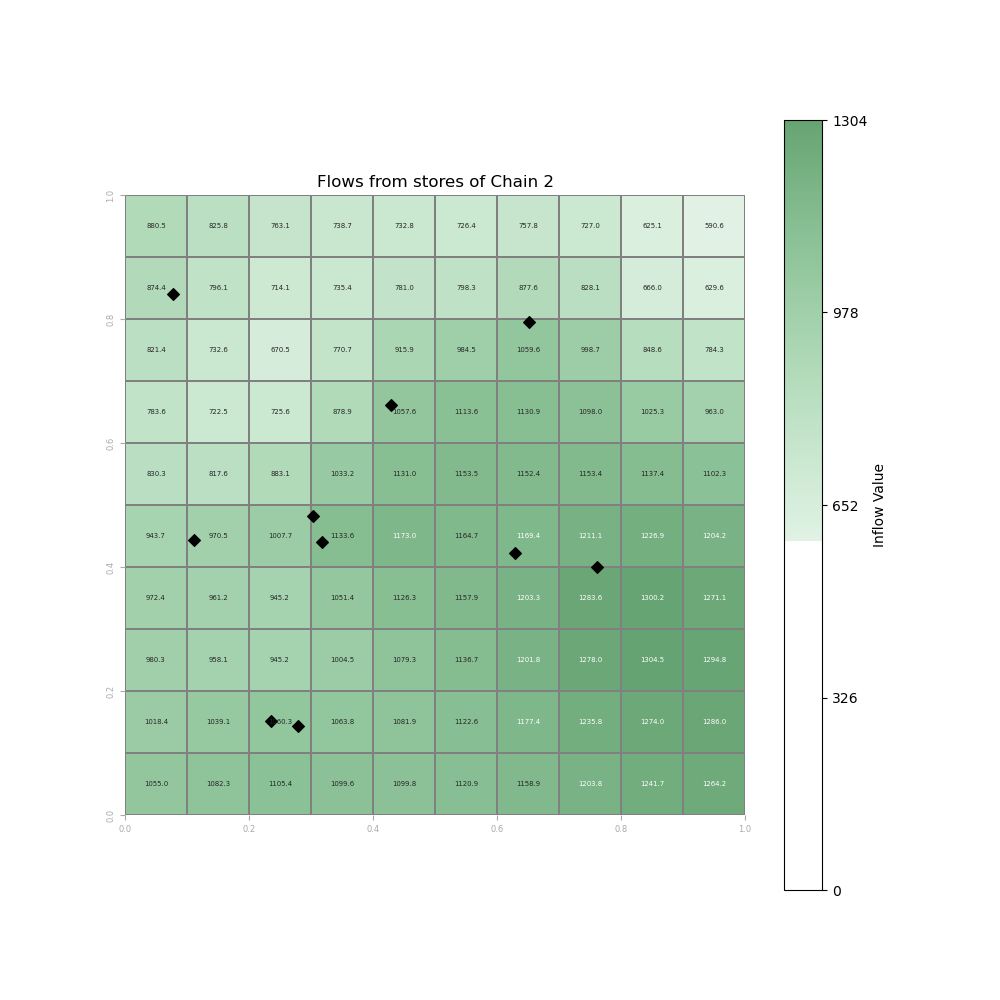 Flows from stores of Chain 2
1304
1.0
880.5 825.8 763.1 738.7 732.8 726.4 757.8 727.0 625.1 590.6
874.4 796.1 714.1 735.4 781.0 798.3 877.6 828.1 666.0 629.6
0.8
978
821.4 732.6 670.5 770.7 915.9 984.5 1059.6 998.7 848.6 784.3
783.6 722.5 725.6 878.9 1057.6 1113.6 1130.9 1098.0 1025.3 963.0
0.6
830.3 817.6 883.1 1033.2 1131.0 1153.5 1152.4 1153.4 1137.4 1102.3
652
Inflow Value
943.7 970.5 1007.7 1133.6 1173.0 1164.7 1169.4 1211.1 1226.9 1204.2
0.4
972.4 961.2 945.2 1051.4 1126.3 1157.9 1203.3 1283.6 1300.2 1271.1
980.3 958.1 945.2 1004.5 1079.3 1136.7 1201.8 1278.0 1304.5 1294.8
0.2
326
1018.4 1039.1 1063.8 1081.9 1122.6 1177.4 1235.8 1274.0 1286.0
1055.0 1082.3 1105.4 1099.6 1099.8 1120.9 1158.9 1203.8 1241.7 1264.2
0.0
0.0 0.2 0.4 0.6 0.8 1.0
0